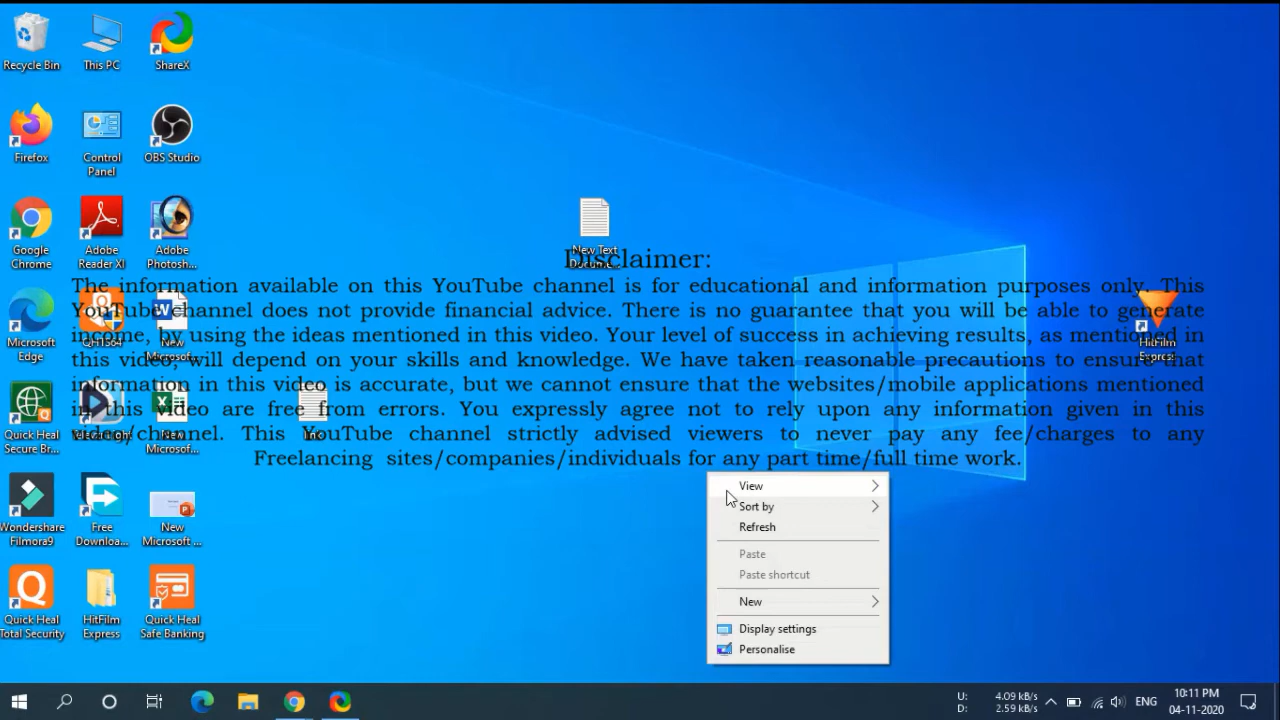 Recycle Bin
This PC
ShareX
Firefox
Control
Panel
OBS Studio
Google
Chrome
Adobe
Reader XI
Adobe
Photosh...
New Text
Docume...
Disclaimer:
The information available on this YouTube channel is for educational and information purposes only. This
YouTube channel does not provide financial advice. There is no guarantee that you will be able to generate
income, by using the ideas mentioned in this video. Your level of success in achieving results, as mentioned in
this video, will depend on your skills and knowledge. We have taken reasonable precautions to ensure that
information in this video is accurate, but we cannot ensure that the websites/mobile applications mentioned
in this video are free from errors. You expressly agree not to rely upon any information given in this
video/channel. This YouTube channel strictly advised viewers to never pay any fee/charges to any
Freelancing sites/companies/individuals for any part time/full time work.
Microsoft
Edge
QH1564
New
Microsof...
HitFilm
Express
Quick Heal
Secure Br...
New
Microsof...
Wondershare
Filmora9
Free
Downloa...
New
Microsoft ...
Quick Heal
Total Security
HitFilm
Express
Quick Heal
Safe Banking
View
Sort by
Refresh
Paste
Paste shortcut
New
Display settings
Personalise
U: 4.09 kB/s
D: 2.59 kB/s
ENG
10:11 PM
04-11-2020